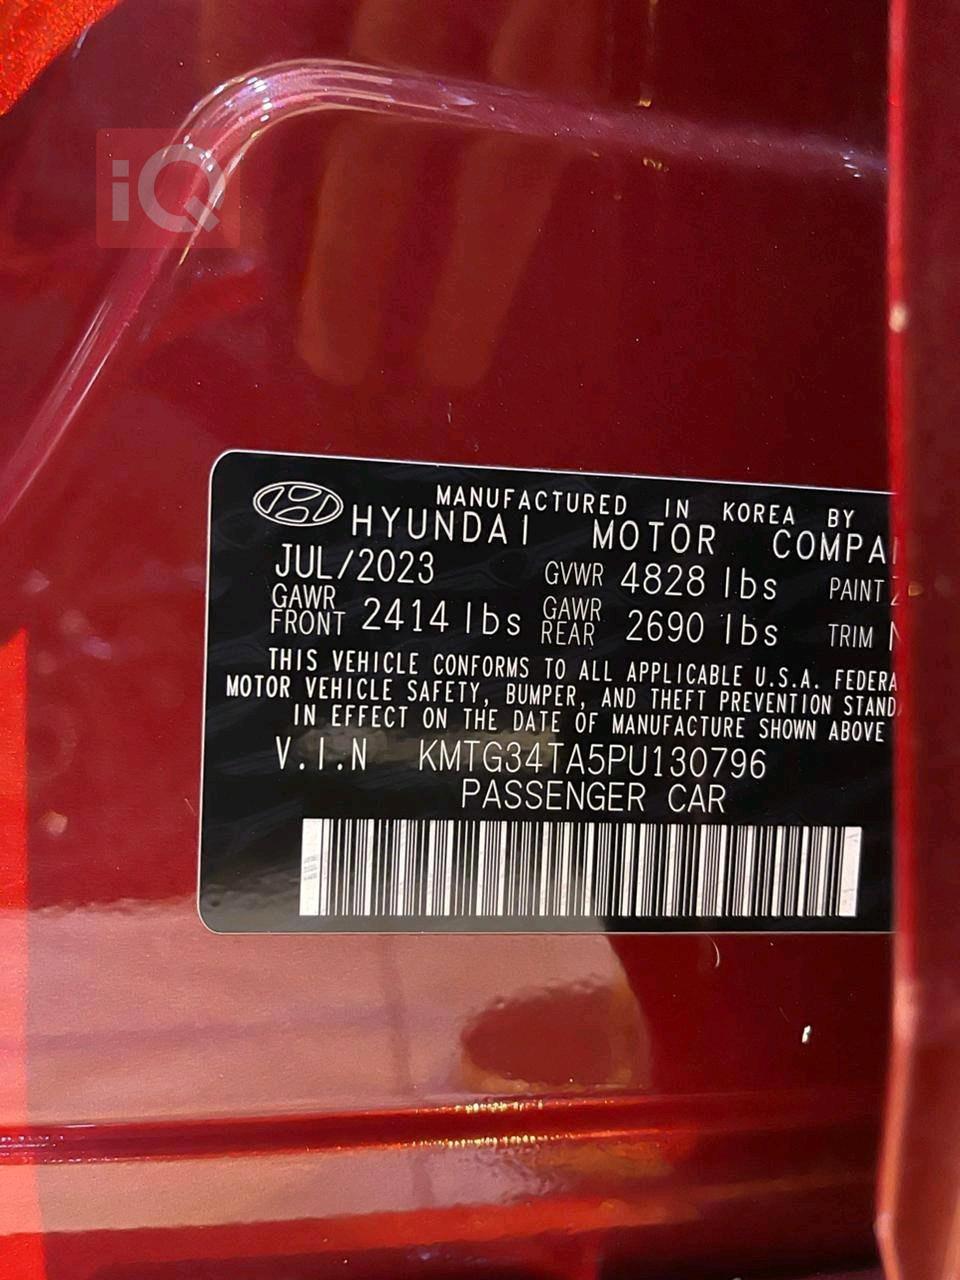 iQ
MANUFACTURED IN KOREA BY
HYUNDAI MOTOR
JUL/2023 GVWR 4828 lbs PAINT
GAWR FRONT 2414 lbs GAWR REAR 2690 lbs TRIM
THIS VEHICLE CONFORMS TO ALL APPLICABLE U.S.A. FEDERA
MOTOR VEHICLE SAFETY, BUMPER, AND THEFT PREVENTION STAND
IN EFFECT ON THE DATE OF MANUFACTURE SHOWN ABOVE
V.I.N KMTG34TA5PU130796
PASSENGER CAR